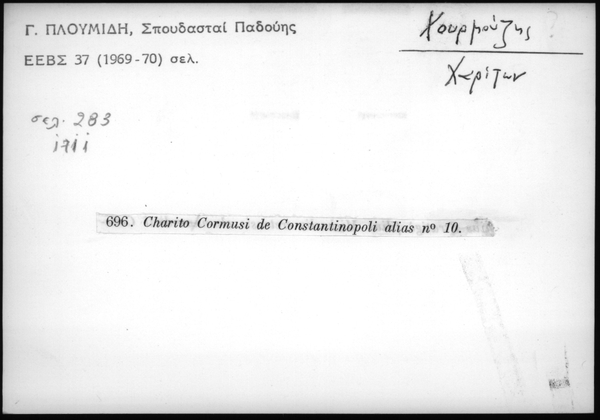 Γ. ΠΛΟΥΜΙΔΗ, Σπουδασταί Παδούης
ΕΕΒΣ 37 (1969-70) σελ.
Χουρμούζης ?
Χαρίτων
σελ. 283
1711
696. Charito Cormusi de Constantinopoli alias nº 10.